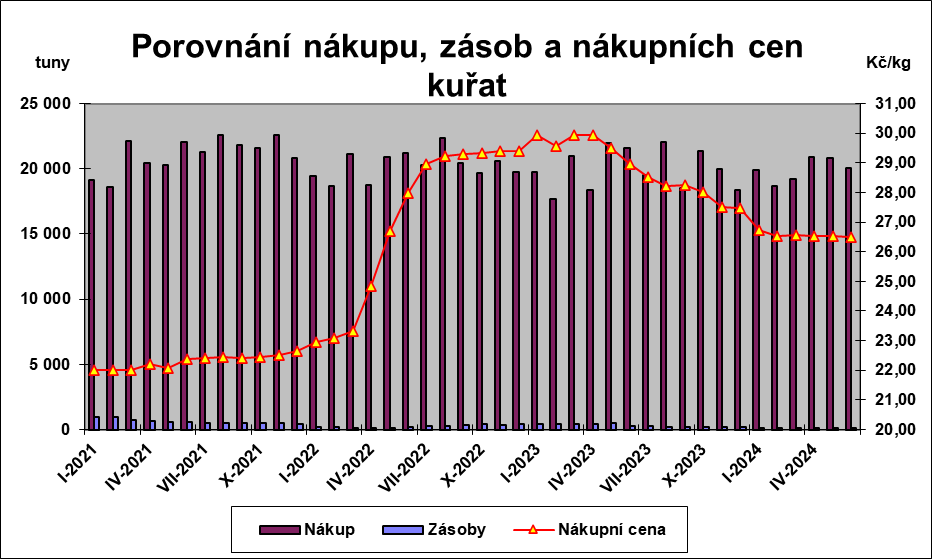 Porovnání nákupu, zásob a nákupních cen
kuřat
tuny
Kč/kg
25 000
20 000
15 000
10 000
5 000
0
31,00
30,00
29,00
28,00
27,00
26,00
25,00
24,00
23,00
22,00
21,00
20,00
I-2021
IV-2021
VII-2021
X-2021
I-2022
IV-2022
VII-2022
X-2022
I-2023
IV-2023
VII-2023
X-2023
I-2024
IV-2024
Nákup
Zásoby
Nákupní cena